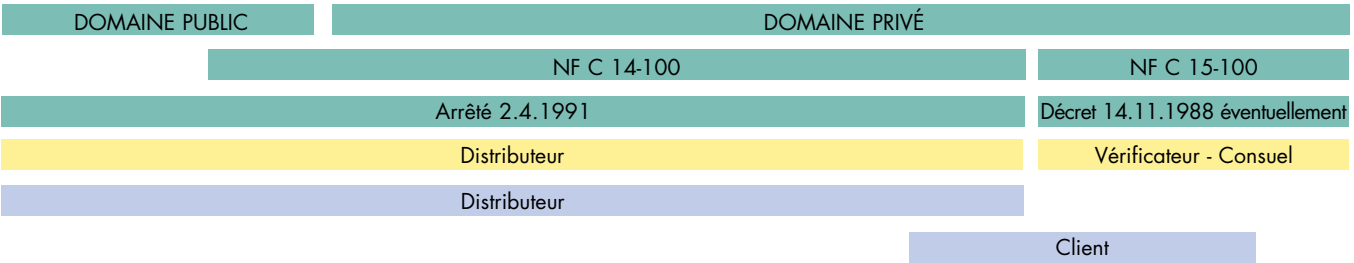 DOMAINE PUBLIC DOMAINE PRIVÉ
NF C 14-100 NF C 15-100
Arrêté 2.4.1991 Décret 14.11.1988 éventuellement
Distributeur Vérificateur - Consuel
Distributeur
Client